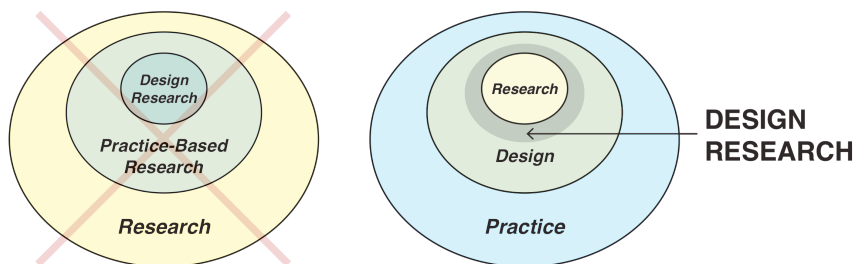 Design
Research
Practice-Based
Research
Research
Research
Design
Practice
DESIGN
RESEARCH